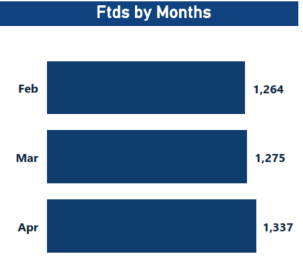 Ftds by Months
Feb 1,264
Mar 1,275
Apr 1,337